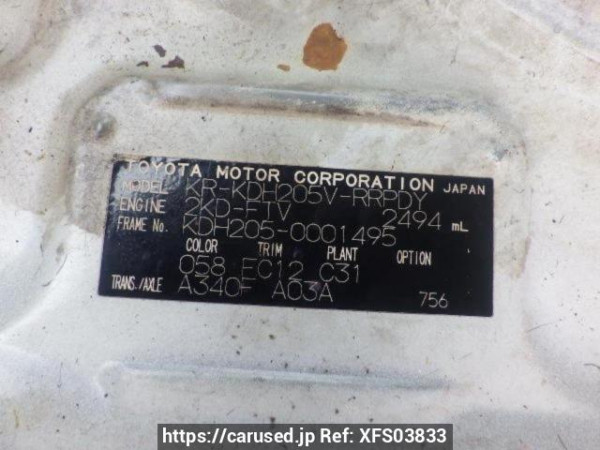 TOYOTA MOTOR CORPORATION JAPAN
MODEL KR-KDH205V-RRPDY
ENGINE 2KD-FTV 2494 mL
FRAME No. KDH205-0001495
COLOR TRIM PLANT OPTION
058 EC12 C31
TRANS./AXLE A340F A03A 756
https://carused.jp Ref: XFS03833